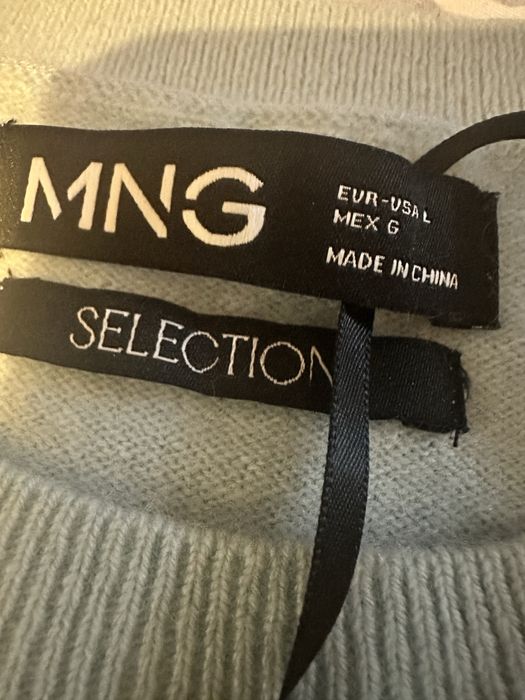 MNG
EUR-USA L
MEX G
MADE IN CHINA
SELECTION